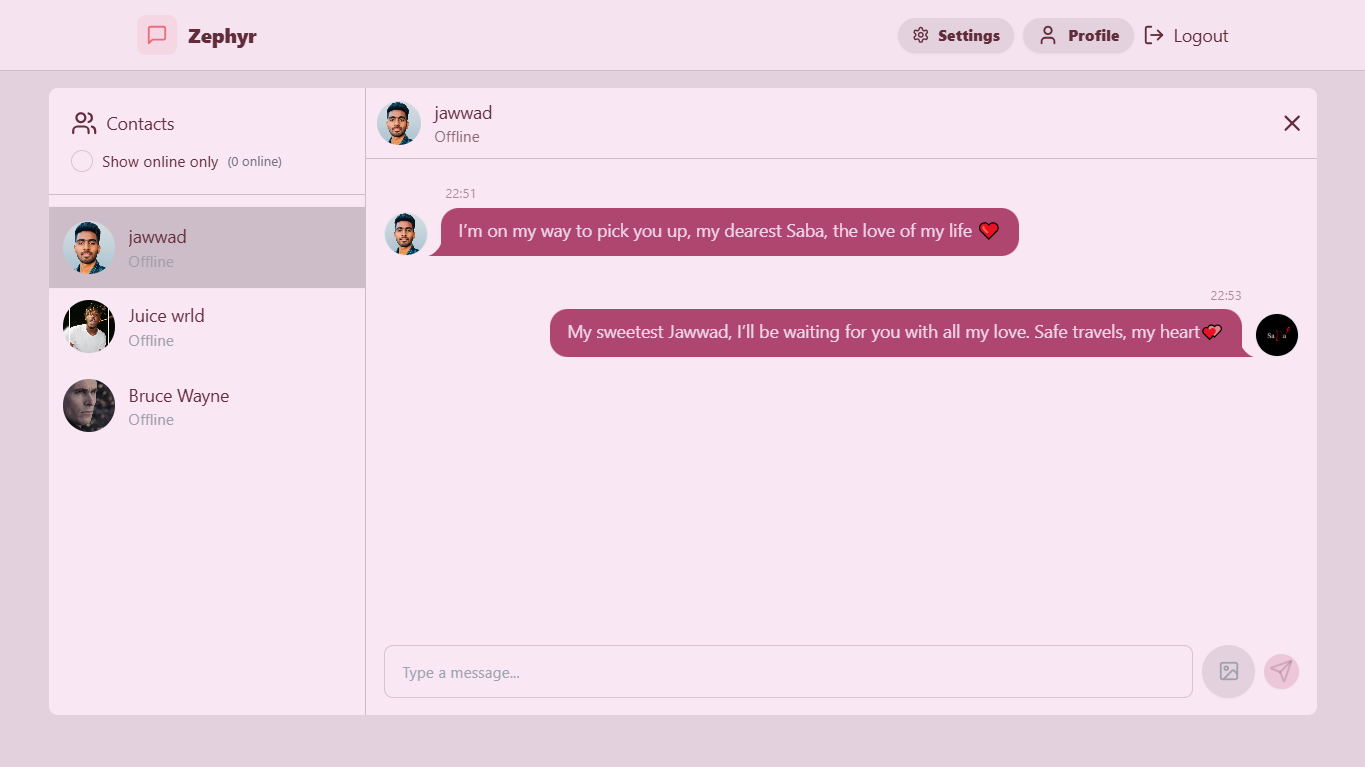 Zephyr
Settings
Profile
Logout
Contacts
Show online only (0 online)
jawwad
Offline
Juice wrld
Offline
Bruce Wayne
Offline
jawwad
Offline
22:51
I’m on my way to pick you up, my dearest Saba, the love of my life ❤️
22:53
My sweetest Jawwad, I’ll be waiting for you with all my love. Safe travels, my heart💕
Type a message...